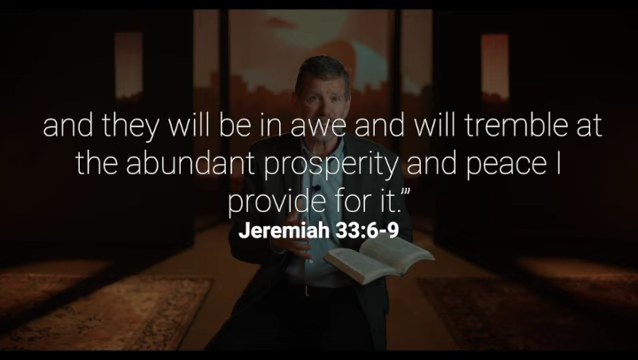 and they will be in awe and will tremble at
the abundant prosperity and peace I
provide for it.’”
Jeremiah 33:6-9